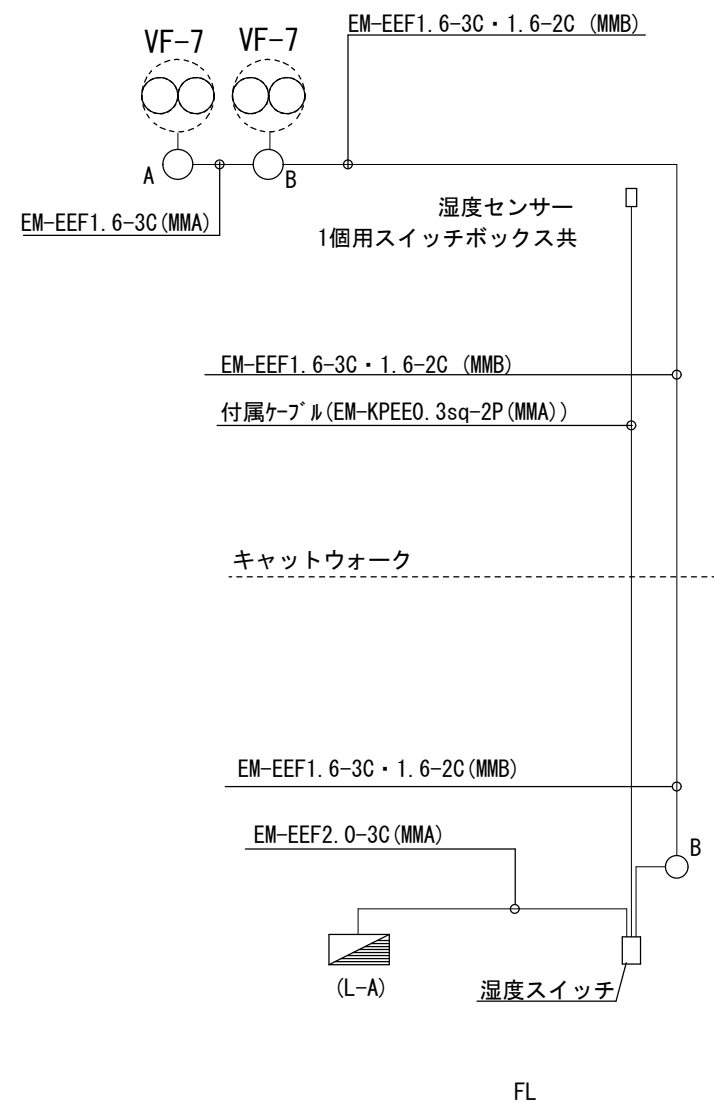 EM-EEF1.6-3C・1.6-2C (MMB)
VF-7
VF-7
A
B
EM-EEF1.6-3C(MMA)
湿度センサー
1個用スイッチボックス共
EM-EEF1.6-3C・1.6-2C (MMB)
付属ｹｰﾌﾞﾙ(EM-KPEE0.3sq-2P(MMA))
キャットウォーク
EM-EEF1.6-3C・1.6-2C(MMB)
EM-EEF2.0-3C(MMA)
B
(L-A)
湿度スイッチ
FL